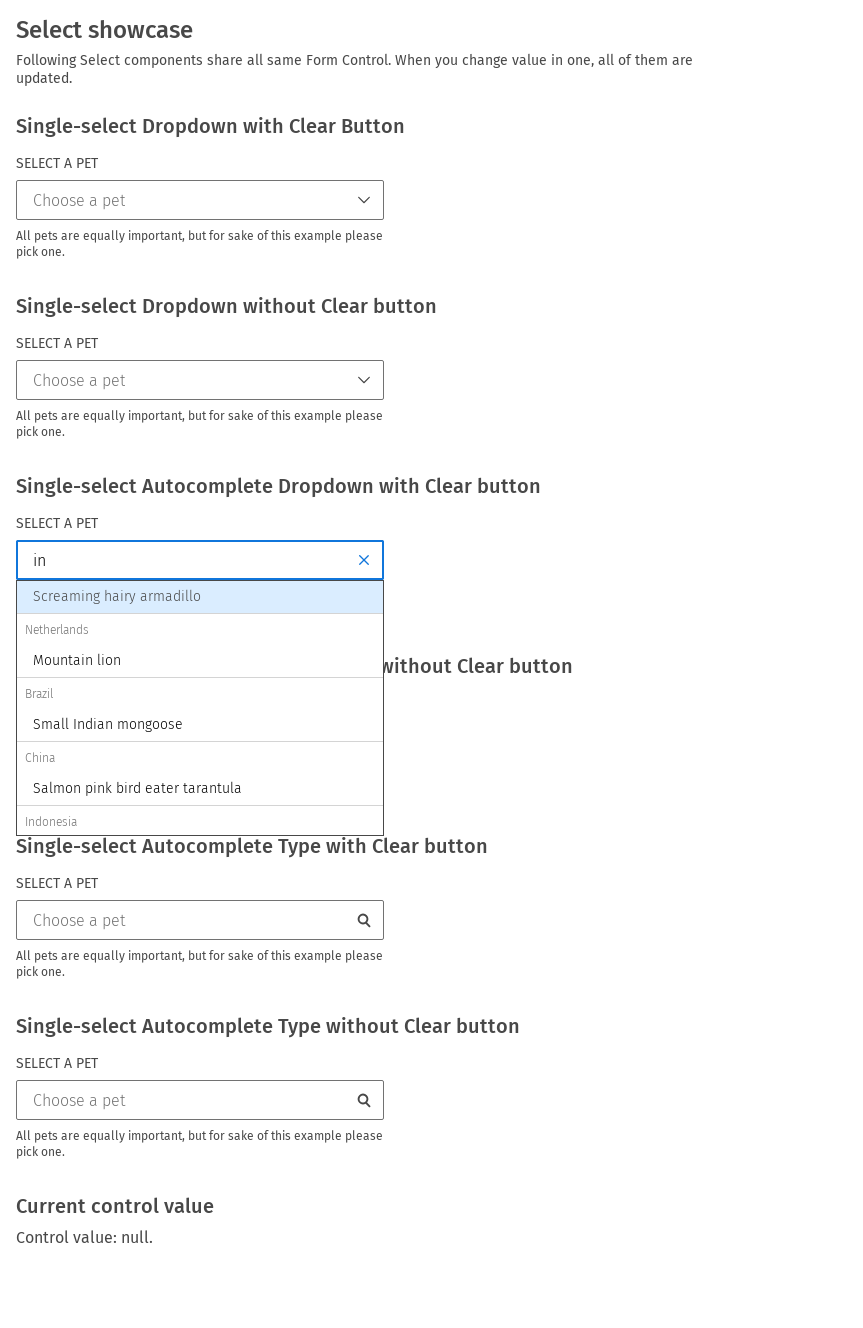 Select showcase
Following Select components share all same Form Control. When you change value in one, all of them are
updated.
Single-select Dropdown with Clear Button
SELECT A PET
Choose a pet
All pets are equally important, but for sake of this example please
pick one.
Single-select Dropdown without Clear button
SELECT A PET
Choose a pet
All pets are equally important, but for sake of this example please
pick one.
Single-select Autocomplete Dropdown with Clear button
SELECT A PET
in
Screaming hairy armadillo
Netherlands
Mountain lion
without Clear button
Brazil
Small Indian mongoose
China
Salmon pink bird eater tarantula
Indonesia
Single-select Autocomplete Type with Clear button
SELECT A PET
Choose a pet
All pets are equally important, but for sake of this example please
pick one.
Single-select Autocomplete Type without Clear button
SELECT A PET
Choose a pet
All pets are equally important, but for sake of this example please
pick one.
Current control value
Control value: null.